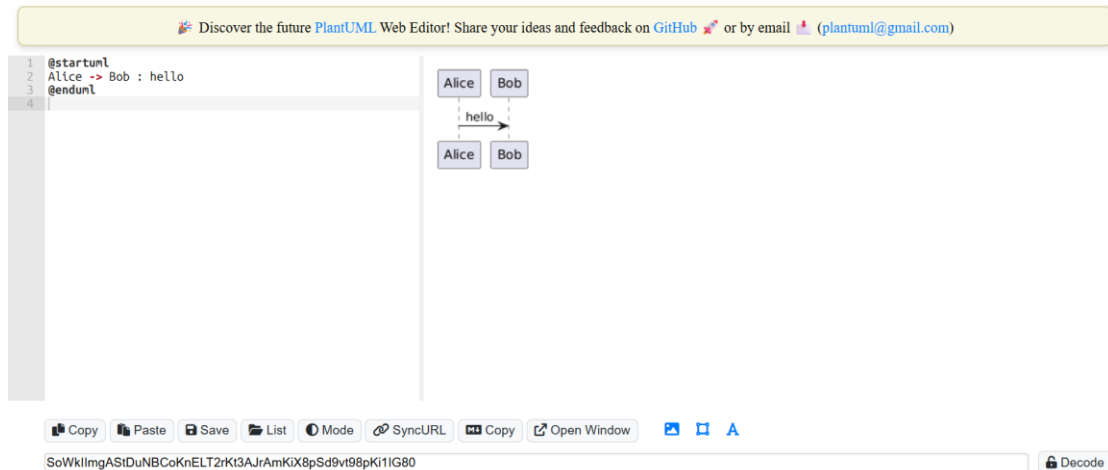 🎉 Discover the future PlantUML Web Editor! Share your ideas and feedback on GitHub 🚀 or by email 📩 (plantuml@gmail.com)
1 @startuml
2 Alice -> Bob : hello
3 @enduml
4
Alice Bob
hello
Alice Bob
Copy Paste Save List Mode SyncURL Copy Open Window A
SoWkIImgAStDuNBCoKnELT2rKt3AJrAmKiX8pSd9vt98pKi1IG80
Decode